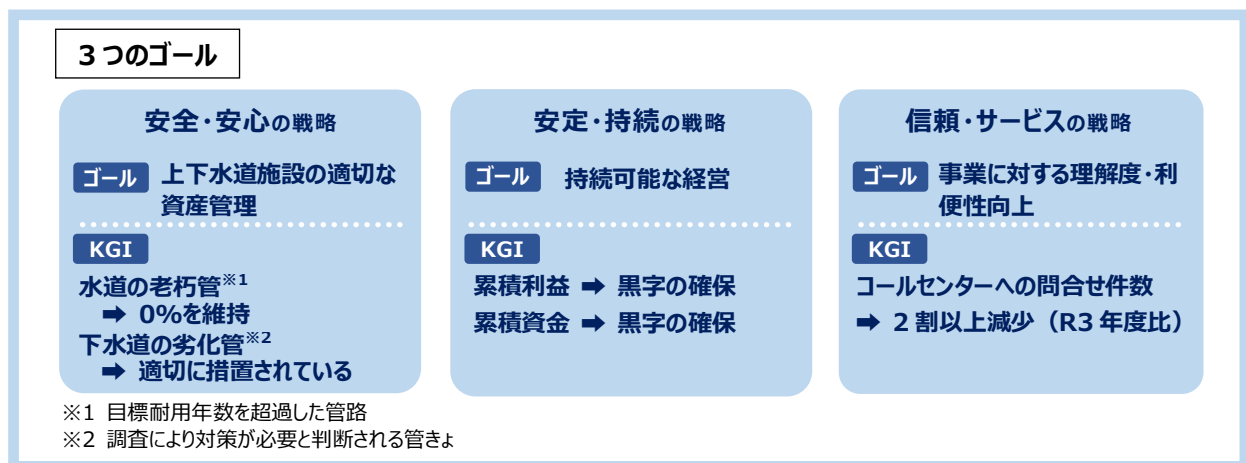 3つのゴール
安全・安心の戦略
ゴール 上下水道施設の適切な
資産管理
KGI
水道の老朽管※1
➡ 0%を維持
下水道の劣化管※2
➡ 適切に措置されている
安定・持続の戦略
ゴール 持続可能な経営
KGI
累積利益 ➡ 黒字の確保
累積資金 ➡ 黒字の確保
信頼・サービスの戦略
ゴール 事業に対する理解度・利
便性向上
KGI
コールセンターへの問合せ件数
➡ 2割以上減少（R3年度比）
※1 目標耐用年数を超過した管路
※2 調査により対策が必要と判断される管きょ